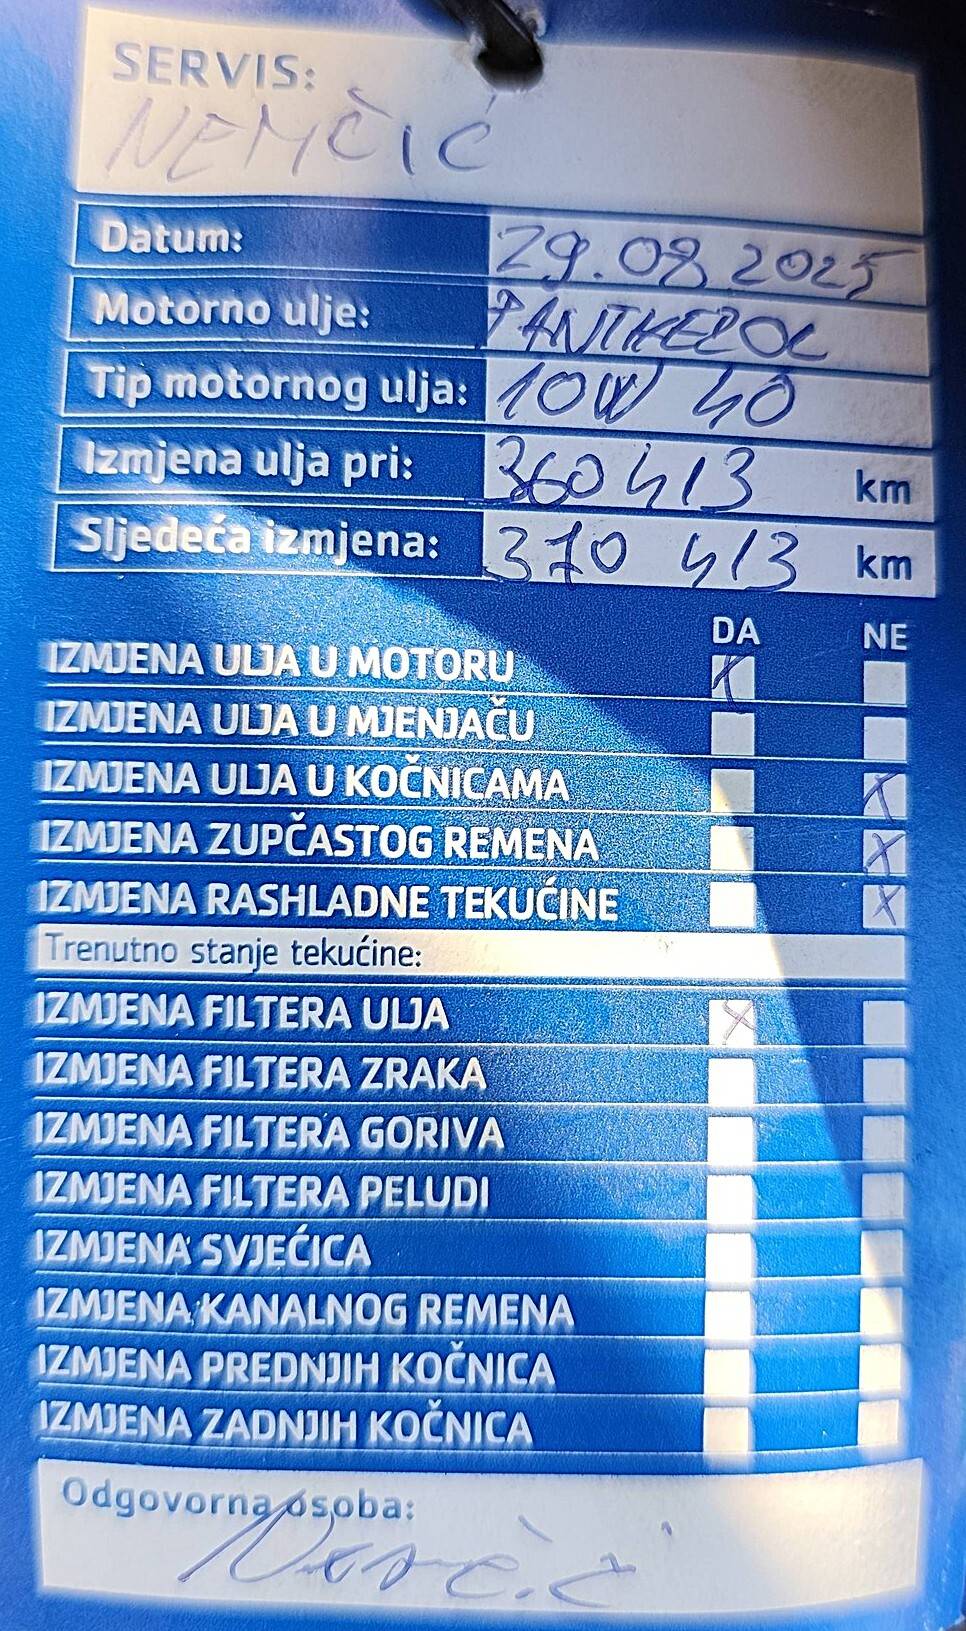 SERVIS:
NEMČIĆ
Datum: 29.08.2025
Motorno ulje: PANTHEROL
Tip motornog ulja: 10W 40
Izmjena ulja pri: 360 413 km
Sljedeća izmjena: 370 413 km
DA NE
IZMJENA ULJA U MOTORU X
IZMJENA ULJA U MJENJAČU
IZMJENA ULJA U KOČNICAMA X
IZMJENA ZUPČASTOG REMENA X
IZMJENA RASHLADNE TEKUĆINE X
Trenutno stanje tekućine:
IZMJENA FILTERA ULJA X
IZMJENA FILTERA ZRAKA
IZMJENA FILTERA GORIVA
IZMJENA FILTERA PELUDI
IZMJENA SVJEĆICA
IZMJENA KANALNOG REMENA
IZMJENA PREDNJIH KOČNICA
IZMJENA ZADNJIH KOČNICA
Odgovorna osoba:
Nemčić